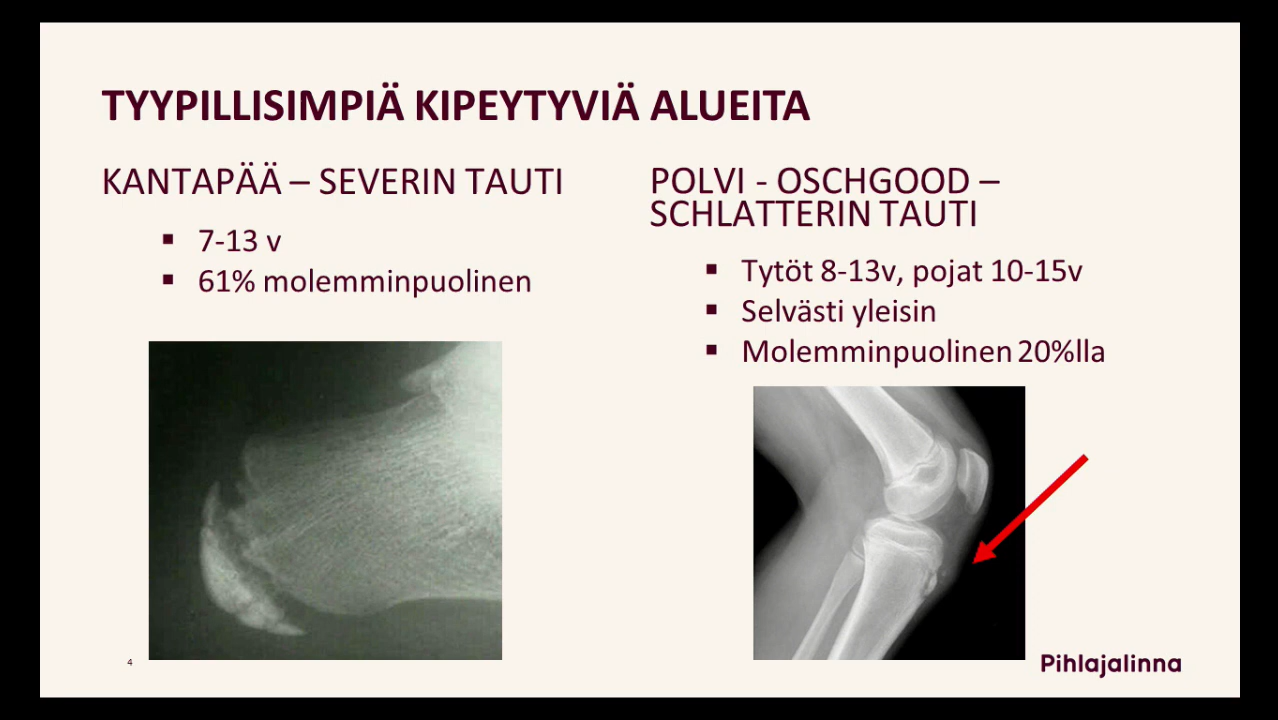 TYYPILLISIMPIÄ KIPEYTYVIÄ ALUEITA
KANTAPÄÄ – SEVERIN TAUTI
▪ 7-13 v
▪ 61% molemminpuolinen
POLVI - OSCHGOOD –
SCHLATTERIN TAUTI
▪ Tytöt 8-13v, pojat 10-15v
▪ Selvästi yleisin
▪ Molemminpuolinen 20%lla
4
Pihlajalinna